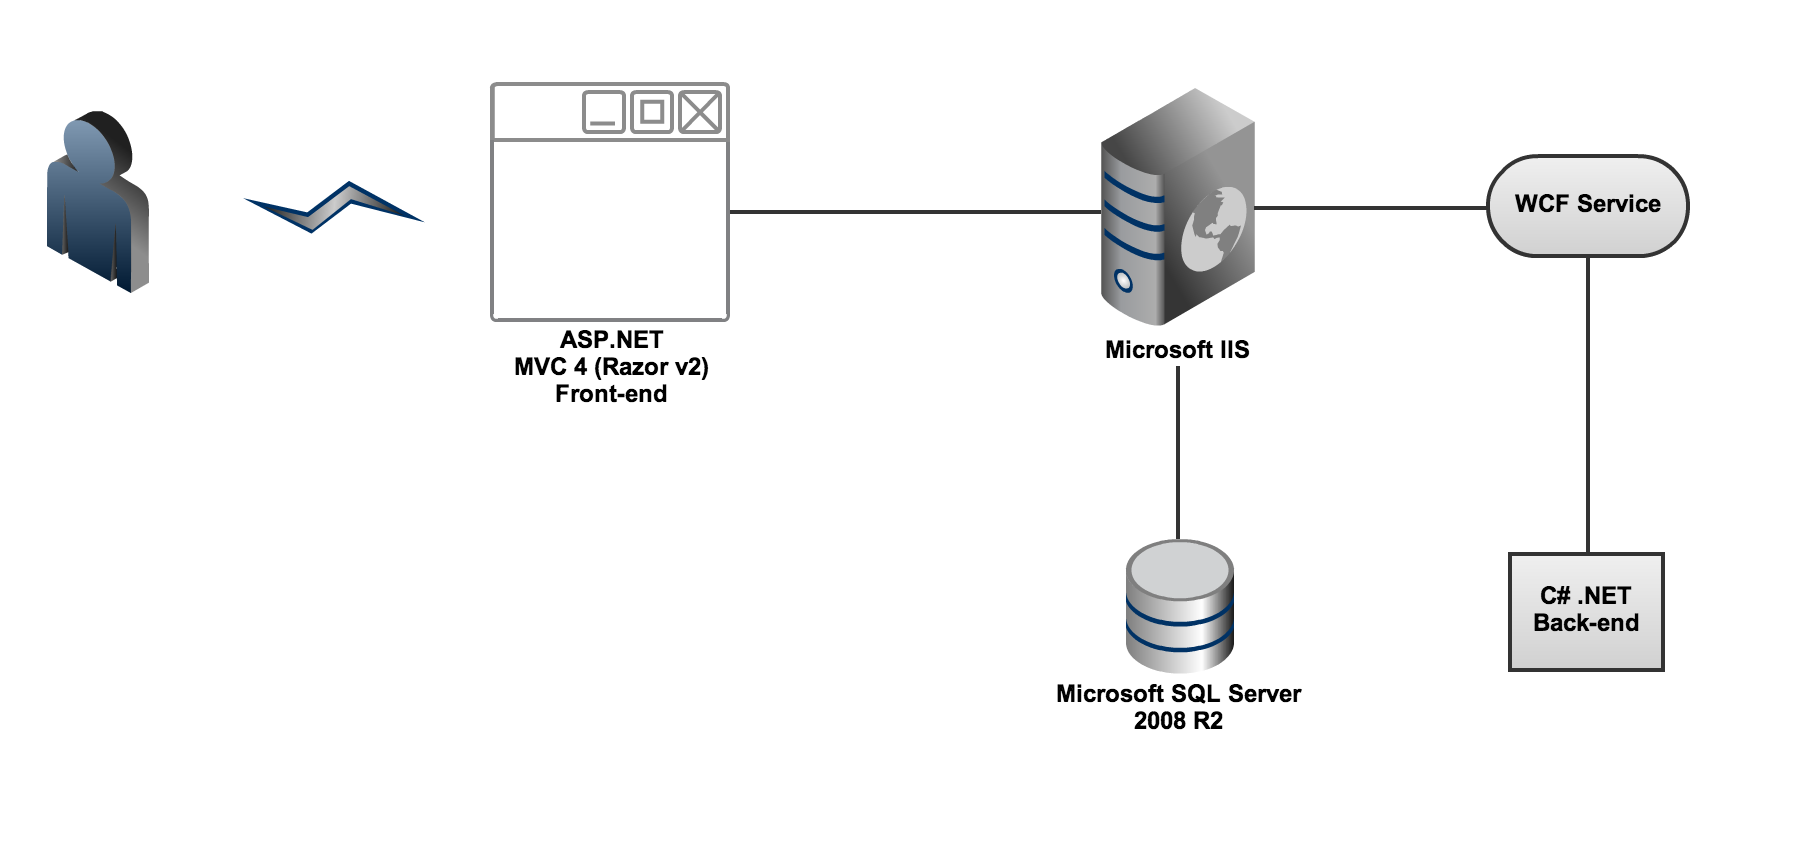 ASP.NET
MVC 4 (Razor v2)
Front-end
Microsoft IIS
WCF Service
Microsoft SQL Server
2008 R2
C# .NET
Back-end